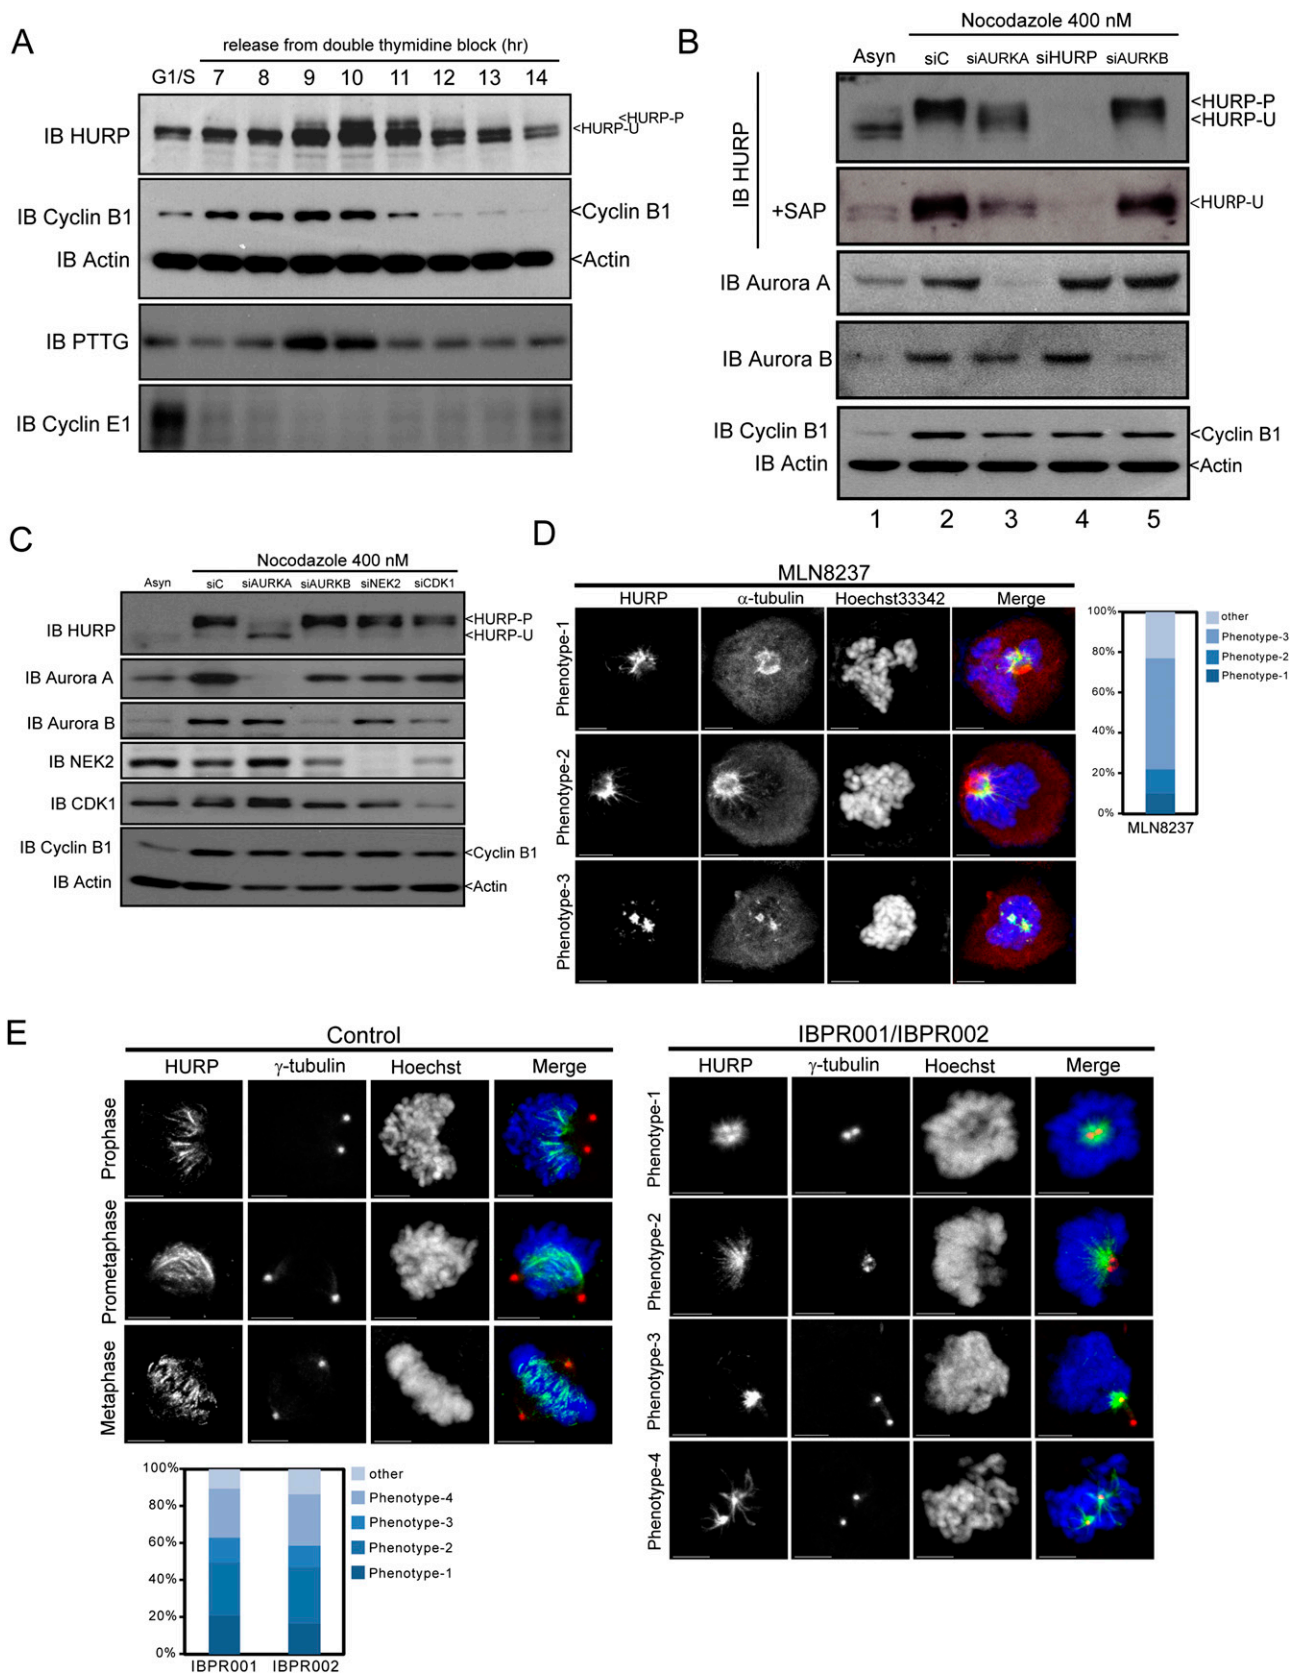 A
release from double thymidine block (hr)
G1/S 7 8 9 10 11 12 13 14
IB HURP
<HURP-P
<HURP-U
IB Cyclin B1
<Cyclin B1
IB Actin
<Actin
IB PTTG
IB Cyclin E1
B
Nocodazole 400 nM
Asyn siC siAURKA siHURP siAURKB
IB HURP
<HURP-P
<HURP-U
+SAP
<HURP-U
IB Aurora A
IB Aurora B
IB Cyclin B1
<Cyclin B1
IB Actin
<Actin
1 2 3 4 5
C
Nocodazole 400 nM
Asyn siC siAURKA siAURKB siNEK2 siCDK1
IB HURP
<HURP-P
<HURP-U
IB Aurora A
IB Aurora B
IB NEK2
IB CDK1
IB Cyclin B1
<Cyclin B1
IB Actin
<Actin
D
MLN8237
HURP α-tubulin Hoechst33342 Merge
Phenotype-1
Phenotype-2
Phenotype-3
100%
80%
60%
40%
20%
0%
MLN8237
other
Phenotype-3
Phenotype-2
Phenotype-1
E
Control
HURP γ-tubulin Hoechst Merge
Prophase
Prometaphase
Metaphase
100%
80%
60%
40%
20%
0%
IBPR001 IBPR002
other
Phenotype-4
Phenotype-3
Phenotype-2
Phenotype-1
IBPR001/IBPR002
HURP γ-tubulin Hoechst Merge
Phenotype-1
Phenotype-2
Phenotype-3
Phenotype-4